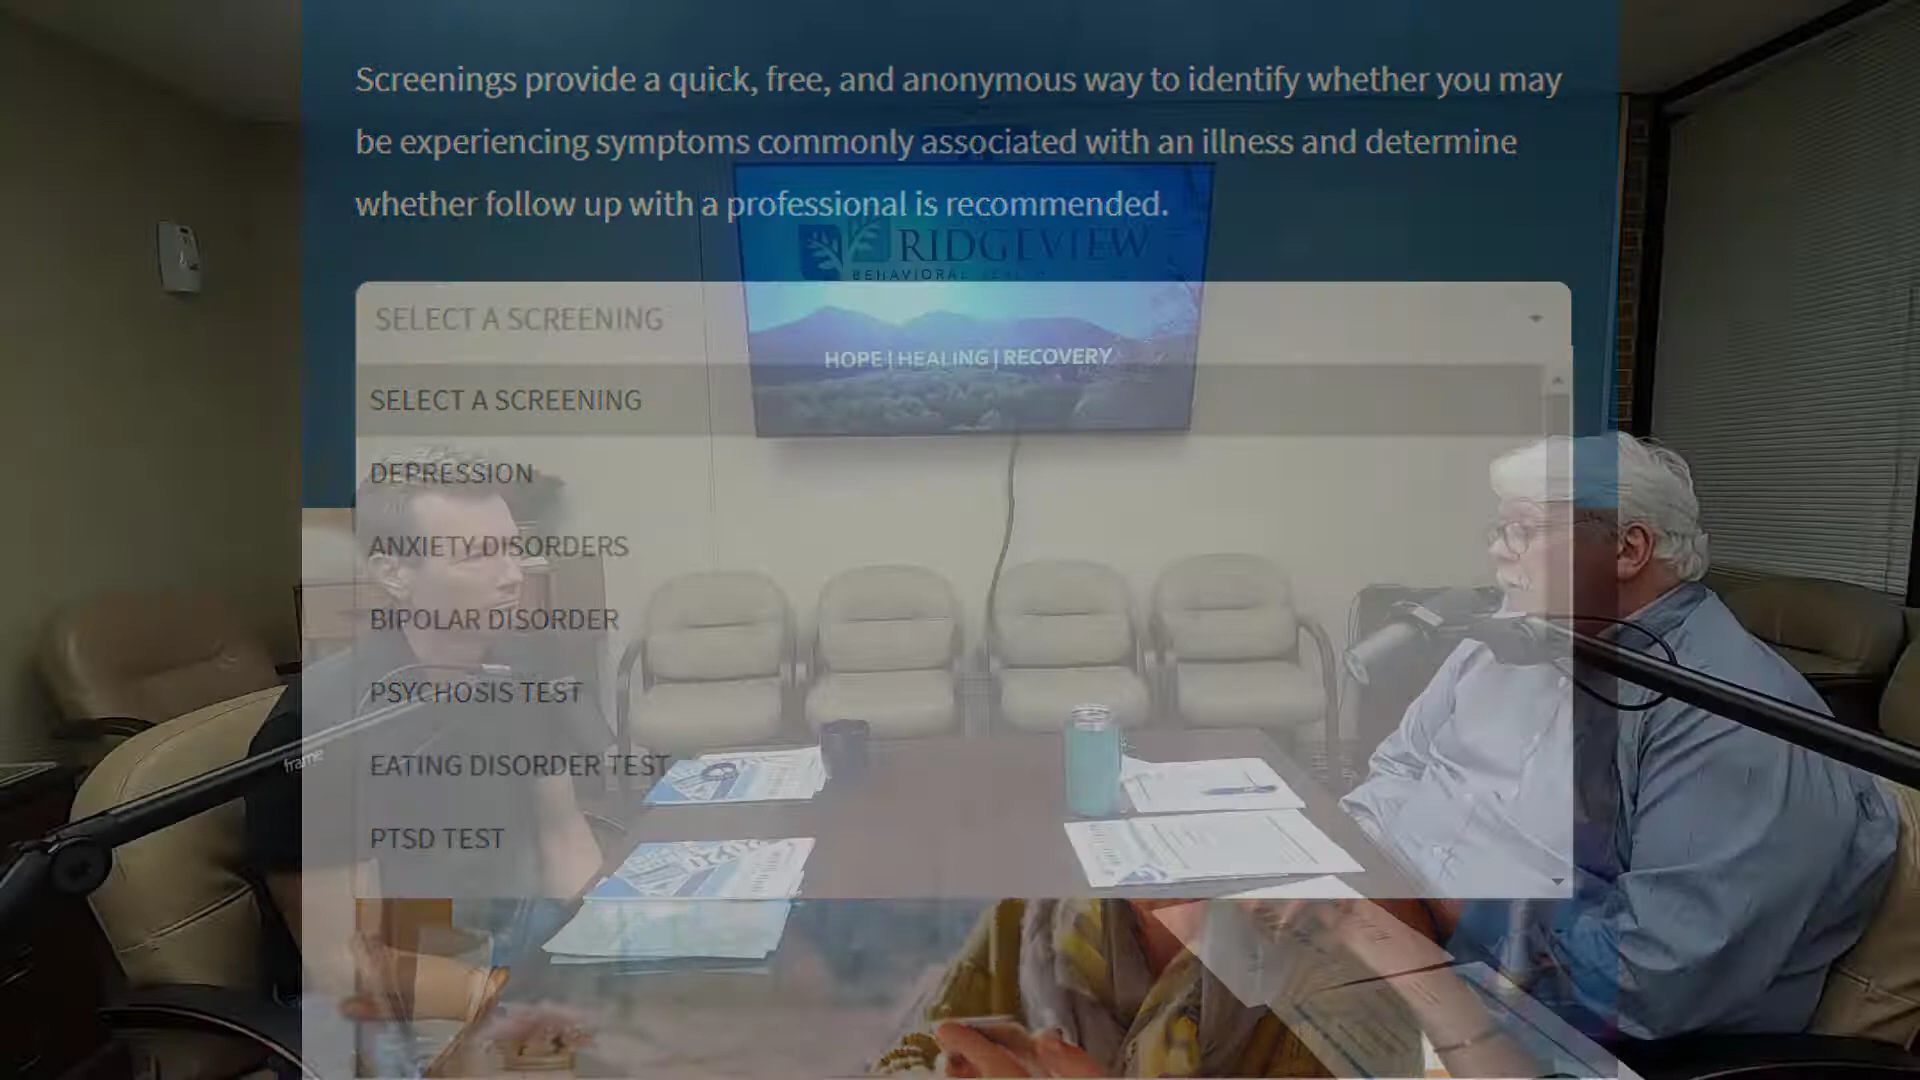 Screenings provide a quick, free, and anonymous way to identify whether you may
be experiencing symptoms commonly associated with an illness and determine
whether follow up with a professional is recommended.
RIDGEVIEW
BEHAVIORAL
SELECT A SCREENING
HOPE | HEALING | RECOVERY
SELECT A SCREENING
DEPRESSION
ANXIETY DISORDERS
BIPOLAR DISORDER
PSYCHOSIS TEST
EATING DISORDER TEST
PTSD TEST
frame